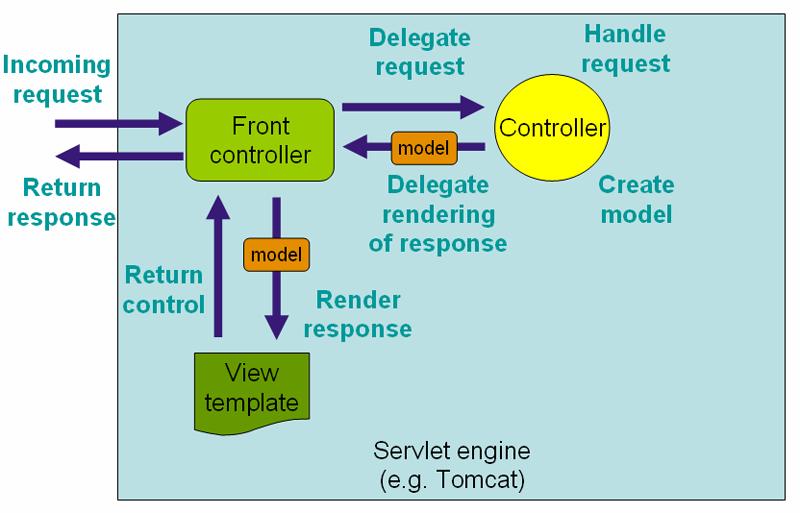 Incoming
request
Return
response
Front
controller
Delegate
request
Handle
request
Controller
model
Delegate
rendering
of response
Create
model
model
Return
control
Render
response
View
template
Servlet engine
(e.g. Tomcat)